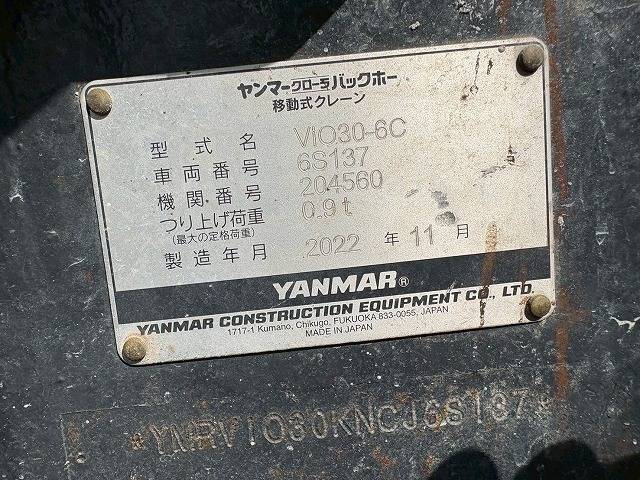 ヤンマークローラバックホー
移動式クレーン
型式名 ViO30-6C
車両番号 6S137
機関番号 204560
つり上げ荷重 0.9t
(最大の定格荷重)
製造年月 2022 年 11 月
YANMAR®
YANMAR CONSTRUCTION EQUIPMENT CO., LTD.
1717-1 Kumano, Chikugo, FUKUOKA 833-0055, JAPAN
MADE IN JAPAN
*YMRVIO30KNCJ6S137*